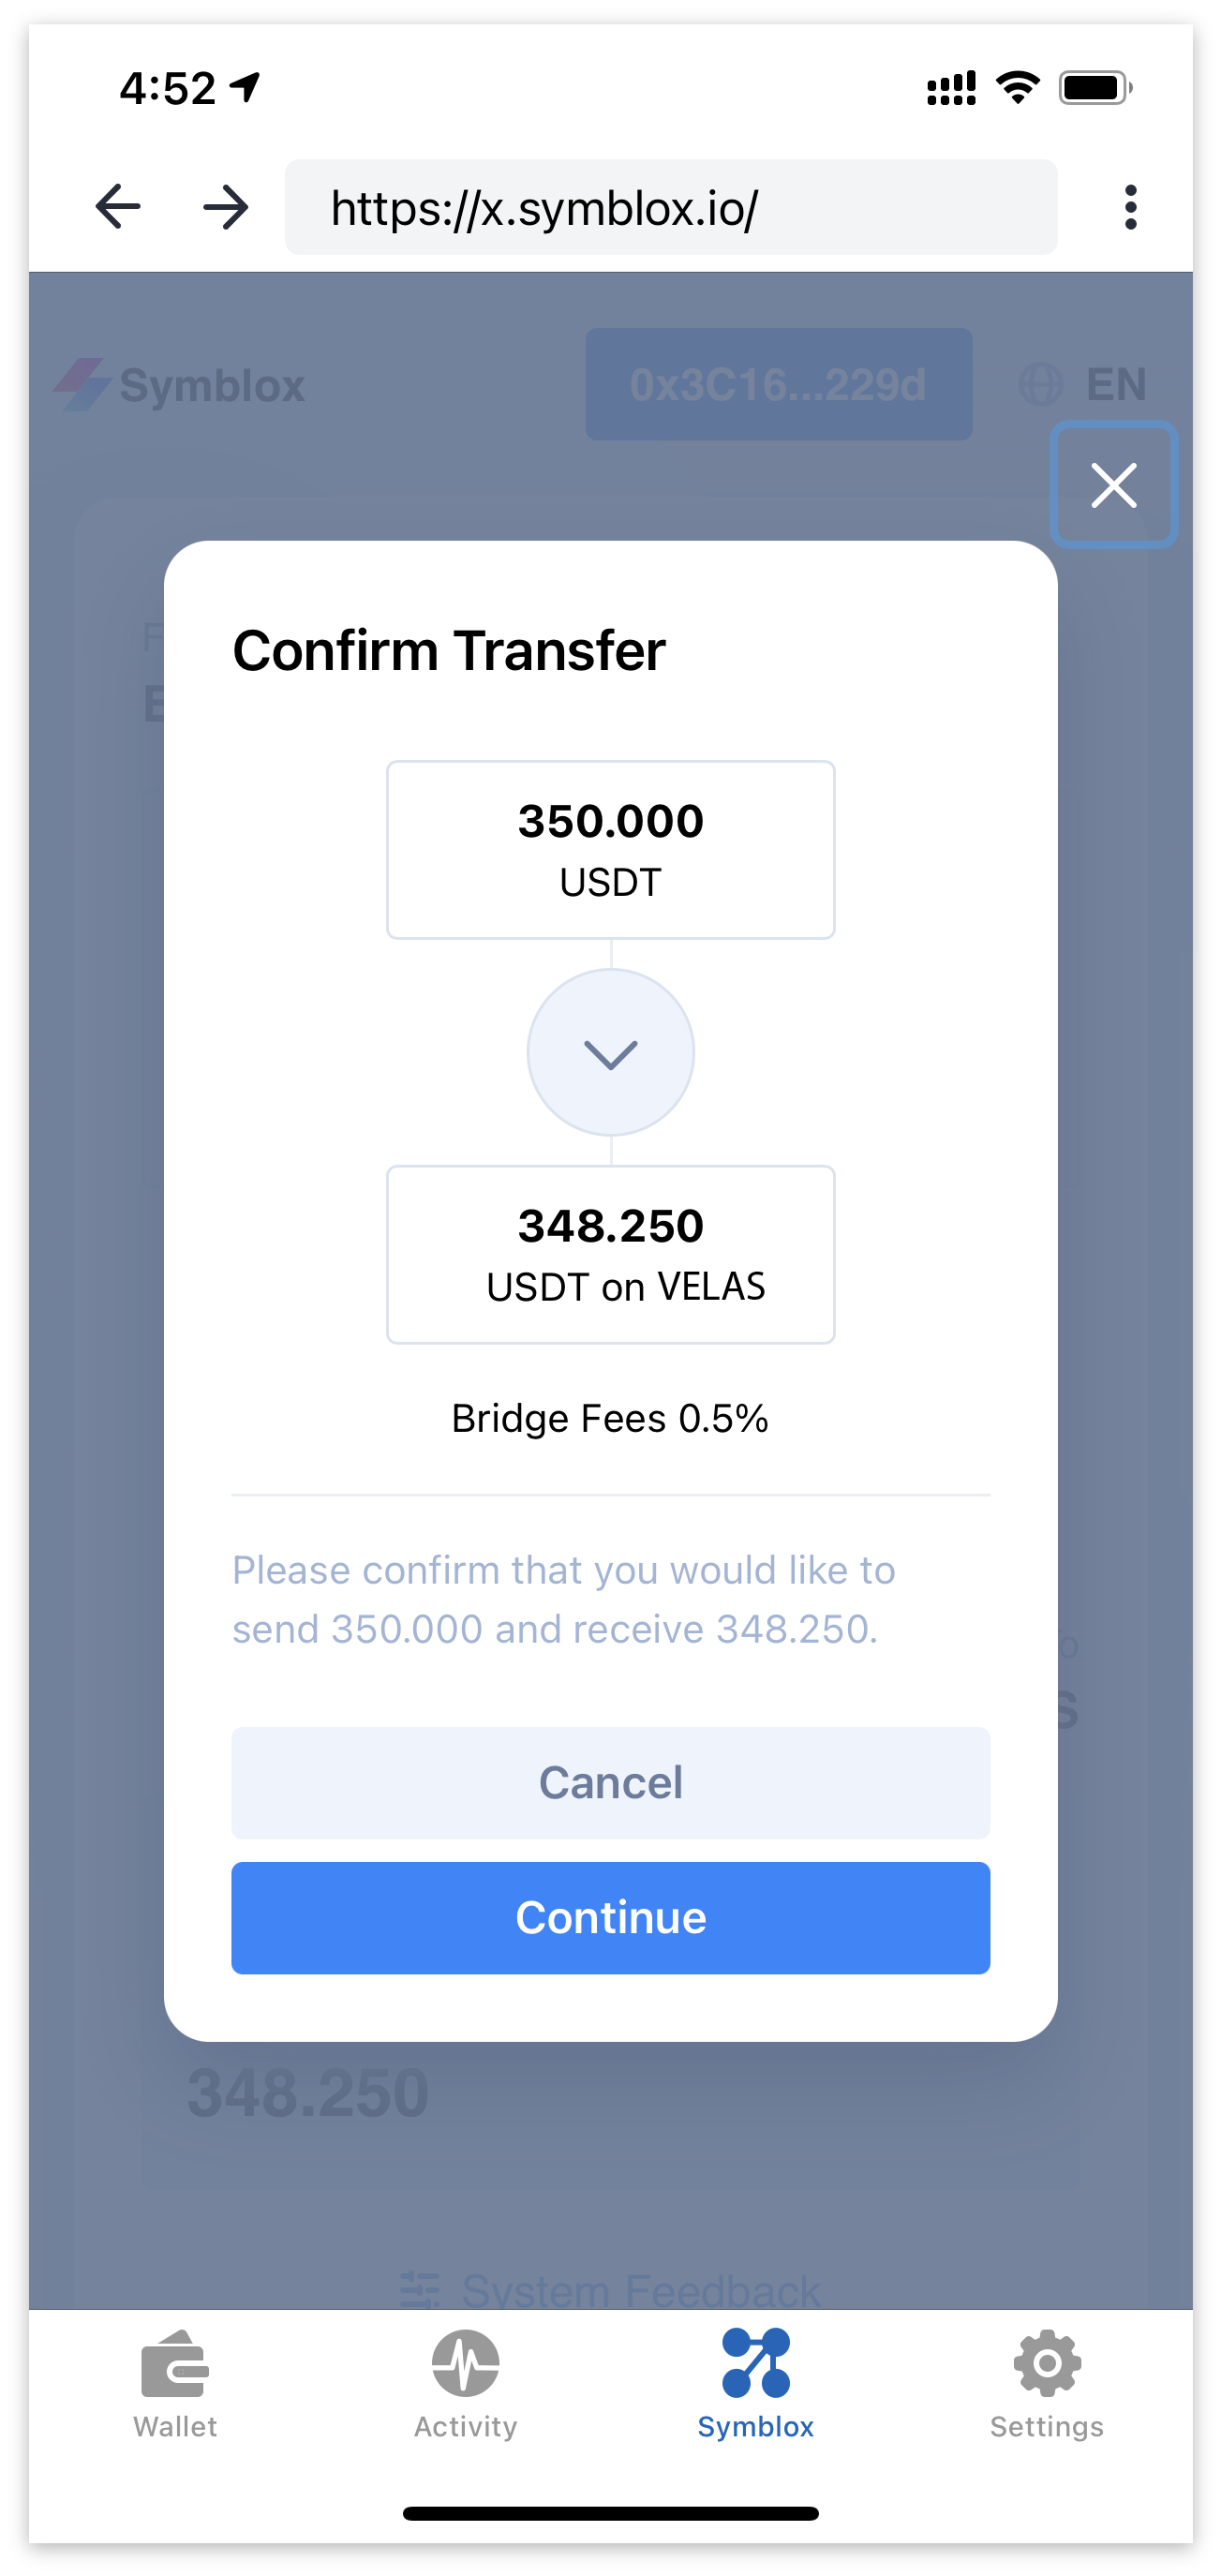 4:52
https://x.symblox.io/
Symblox
0x3C16...229d
EN
Confirm Transfer
350.000
USDT
348.250
USDT on VELAS
Bridge Fees 0.5%
Please confirm that you would like to
send 350.000 and receive 348.250.
Cancel
Continue
348.250
System Feedback
Wallet
Activity
Symblox
Settings